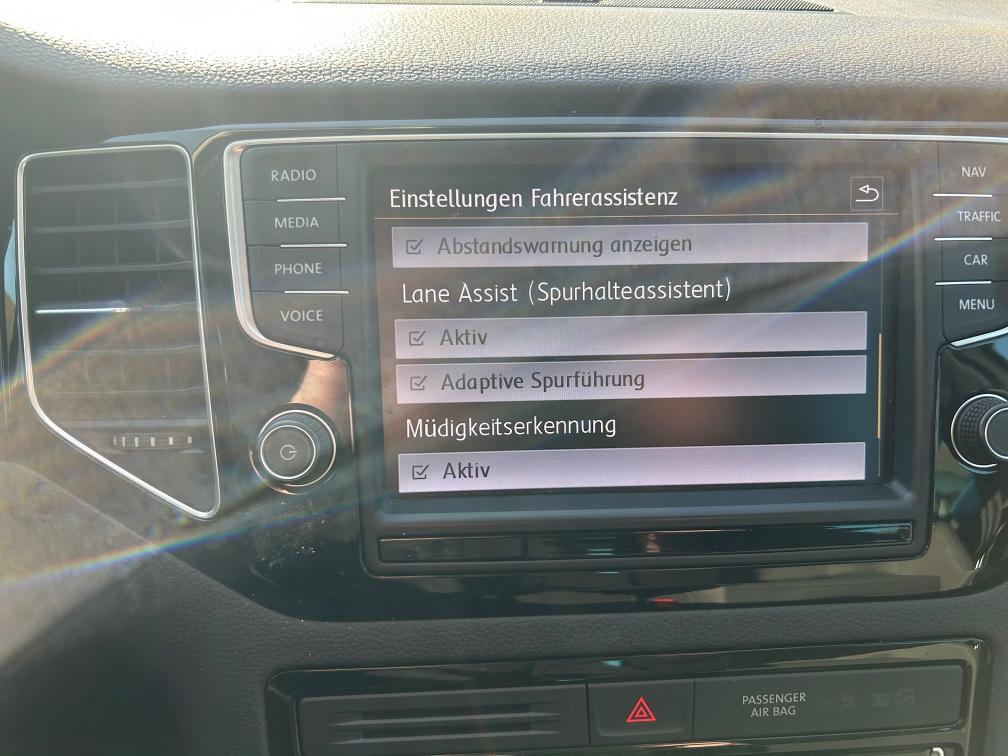 RADIO
MEDIA
PHONE
VOICE
Einstellungen Fahrerassistenz
Abstandswarnung anzeigen
Lane Assist (Spurhalteassistent)
Aktiv
Adaptive Spurführung
Müdigkeitserkennung
Aktiv
NAV
TRAFFIC
CAR
MENU
PASSENGER
AIR BAG